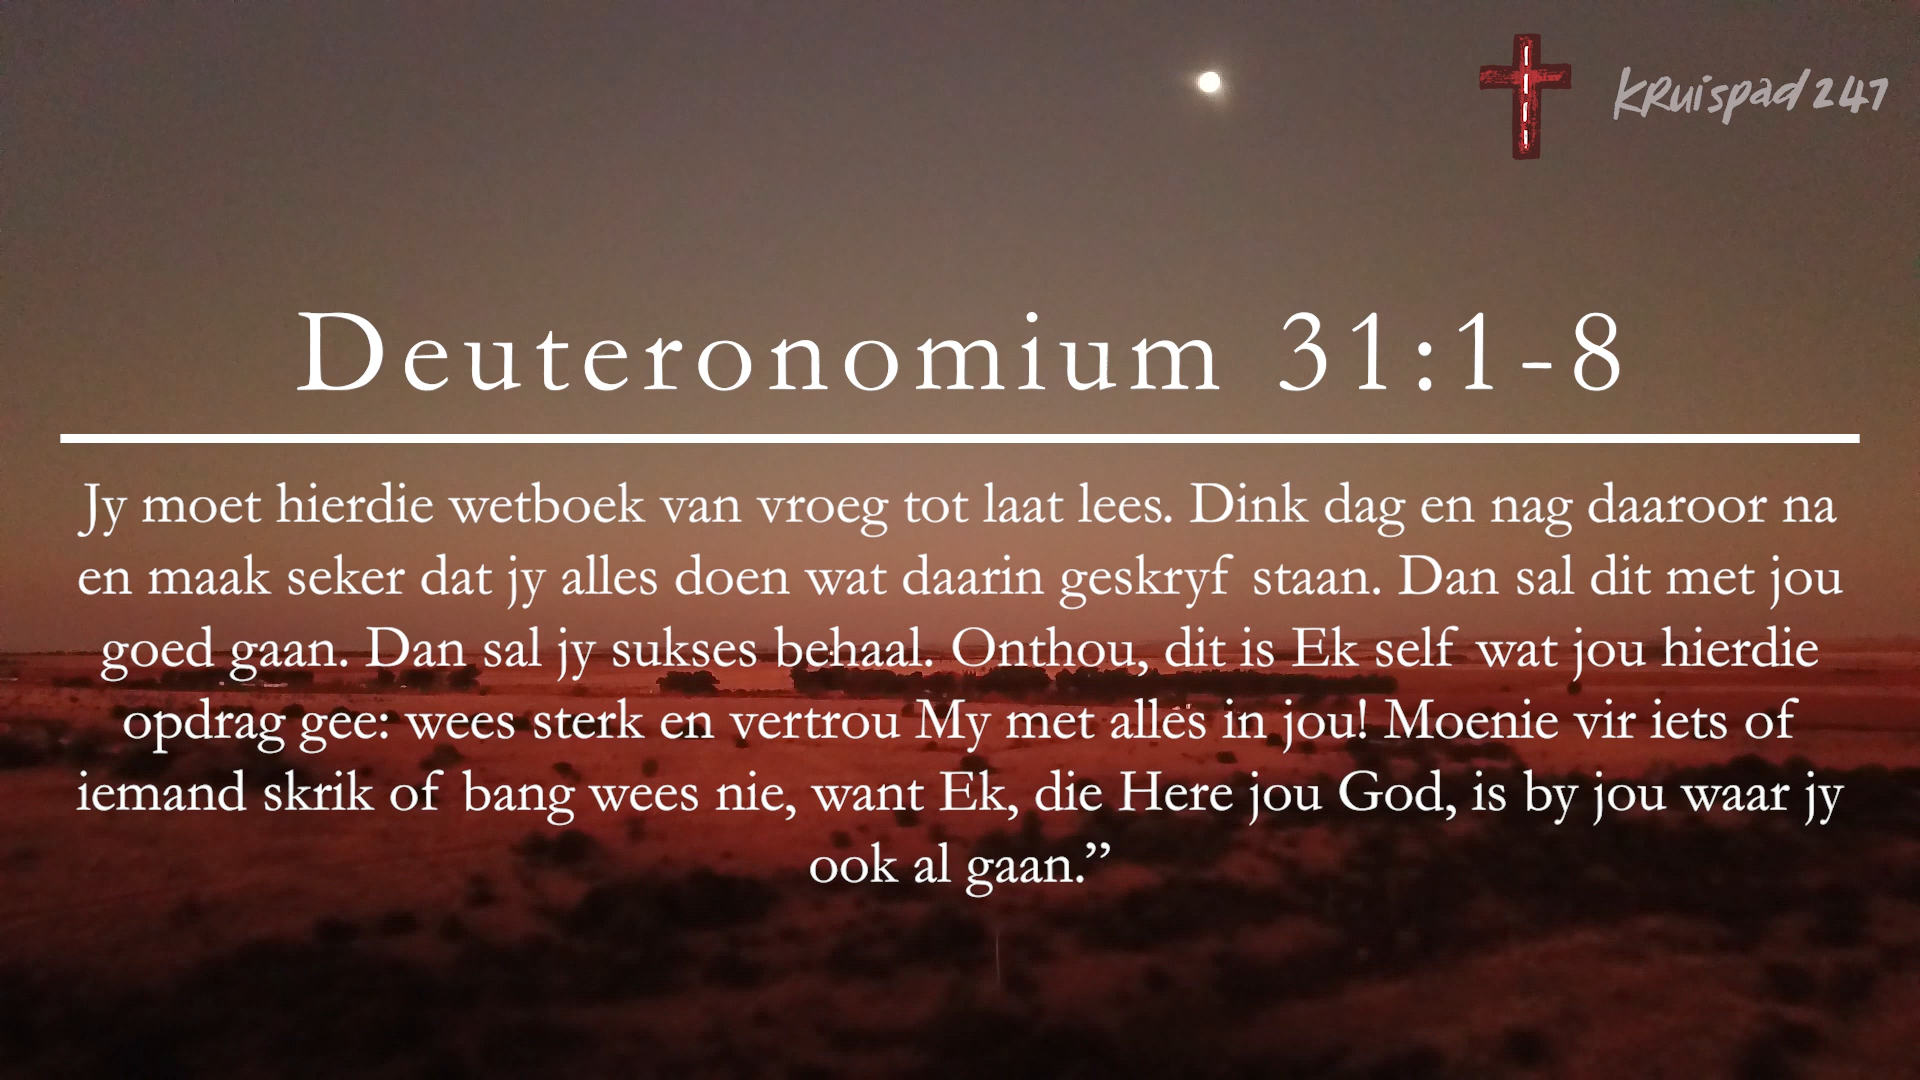 KRuispad 247
Deuteronomium 31:1-8
Jy moet hierdie wetboek van vroeg tot laat lees. Dink dag en nag daaroor na
en maak seker dat jy alles doen wat daarin geskryf staan. Dan sal dit met jou
goed gaan. Dan sal jy sukses behaal. Onthou, dit is Ek self wat jou hierdie
opdrag gee: wees sterk en vertrou My met alles in jou! Moenie vir iets of
iemand skrik of bang wees nie, want Ek, die Here jou God, is by jou waar jy
ook al gaan.”